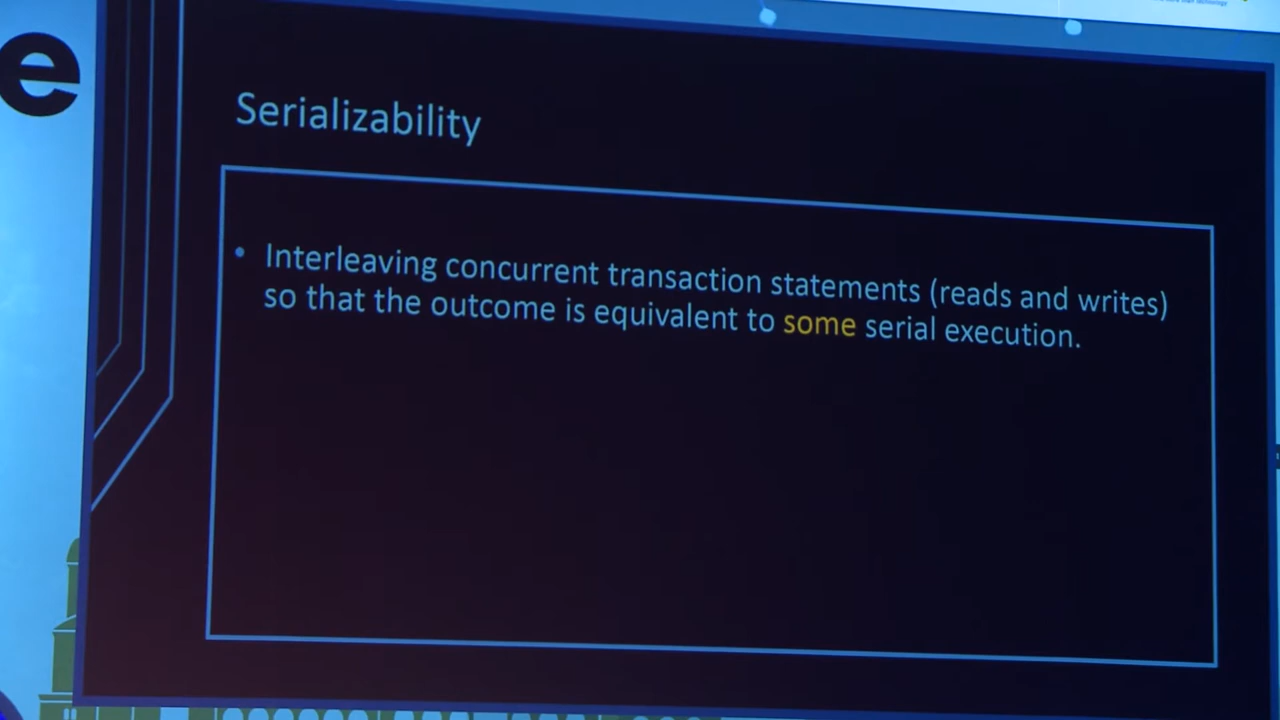 e
Serializability
• Interleaving concurrent transaction statements (reads and writes)
so that the outcome is equivalent to some serial execution.